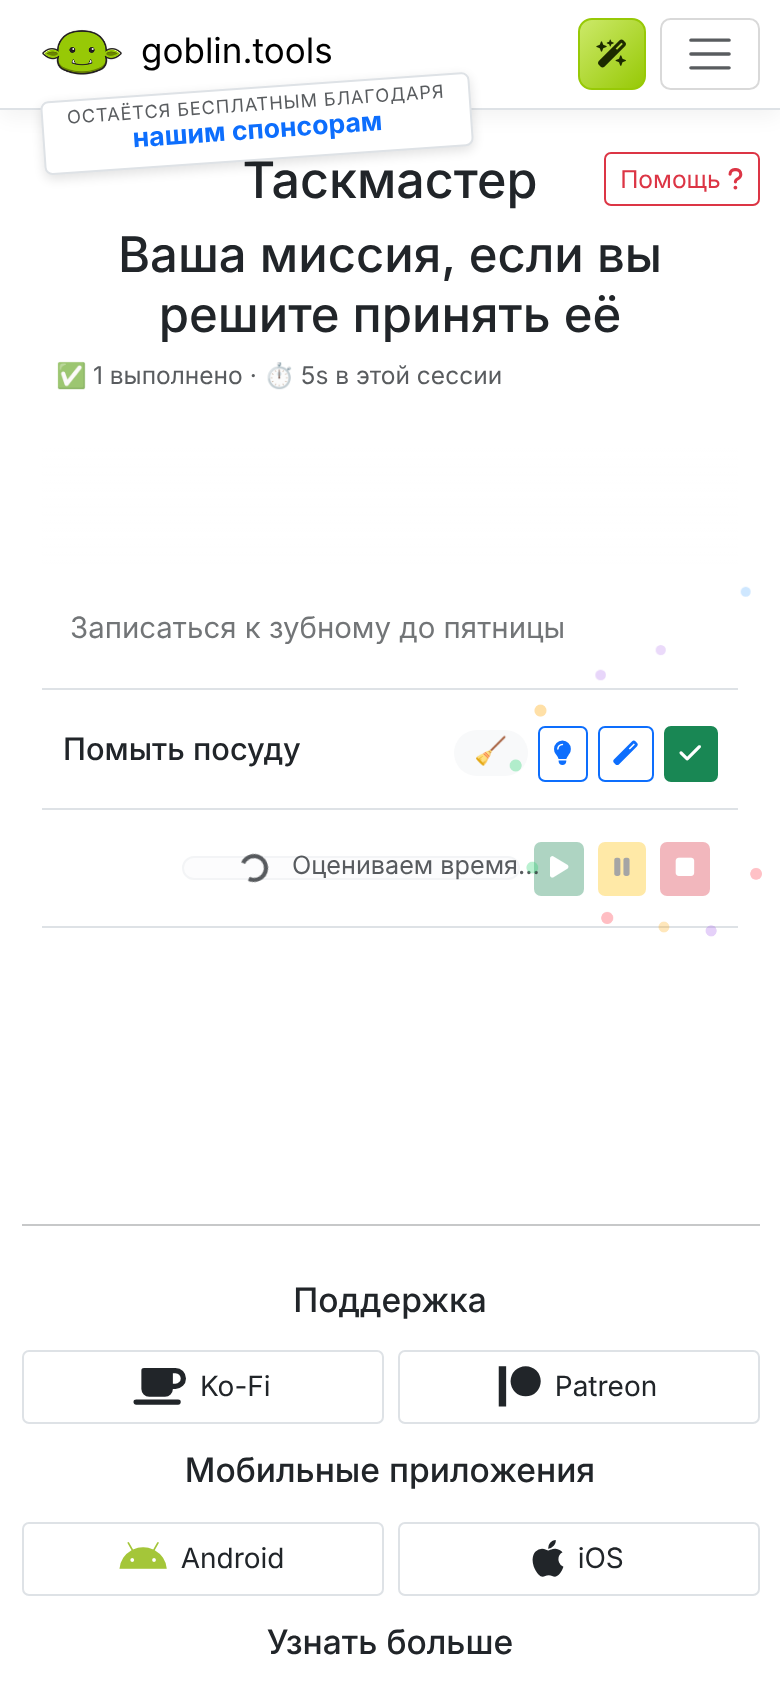 goblin.tools
ОСТАЁТСЯ БЕСПЛАТНЫМ БЛАГОДАРЯ
нашим спонсорам
Таскмастер
Помощь ?
Ваша миссия, если вы
решите принять её
✅ 1 выполнено · ⏱️ 5s в этой сессии
Записаться к зубному до пятницы
Помыть посуду
Оцениваем время...
Поддержка
Ko-Fi
Patreon
Мобильные приложения
Android
iOS
Узнать больше